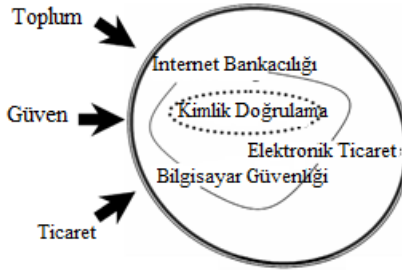 Toplum
İnternet Bankacılığı
Güven
Kimlik Doğrulama
Elektronik Ticaret
Bilgisayar Güvenliği
Ticaret